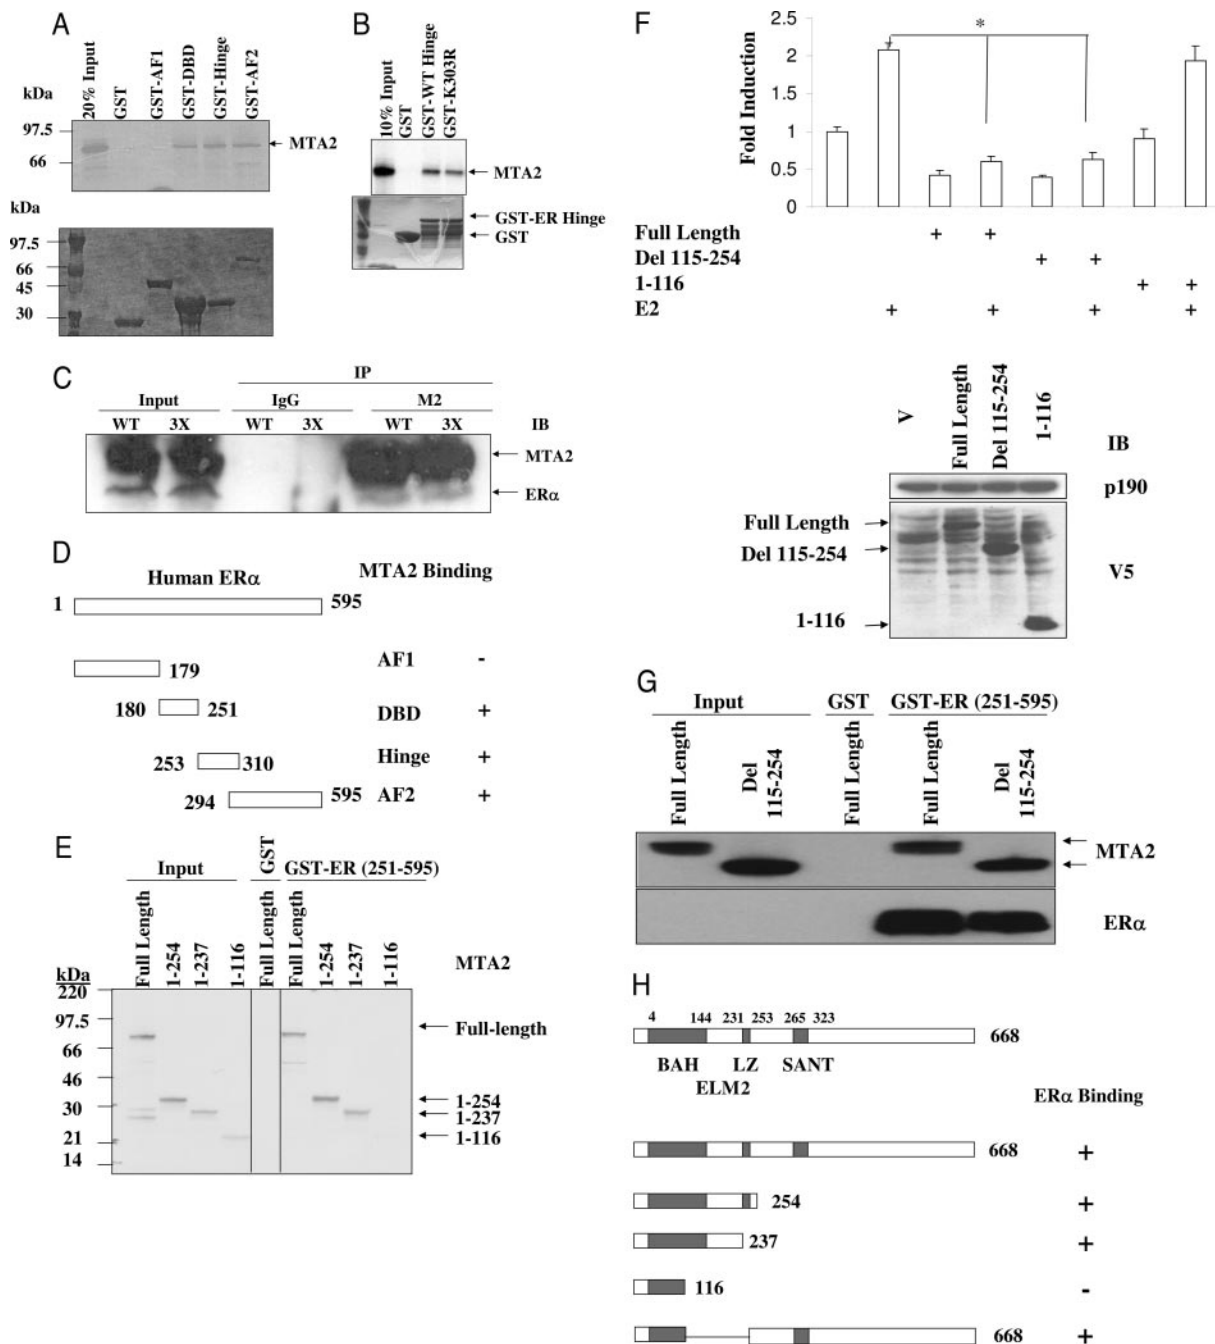 A
20% Input
GST
GST-AF1
GST-DBD
GST-Hinge
GST-AF2
kDa
97.5
66
MTA2
kDa
97.5
66
45
30
B
10% Input
GST
GST-WT Hinge
GST-K303R
MTA2
GST-ER Hinge
GST
C
IP
Input
IgG
M2
WT 3X WT 3X WT 3X IB
MTA2
ERα
D
Human ERα MTA2 Binding
1 595
179 AF1 -
180 251 DBD +
253 310 Hinge +
294 595 AF2 +
E
Input
GST
GST-ER (251-595)
Full Length
1-254
1-237
1-116
Full Length
Full Length
1-254
1-237
1-116
MTA2
kDa
220
97.5
66
46
30
21
14
Full-length
1-254
1-237
1-116
F
Fold Induction
2.5
2
1.5
1
0.5
0
*
Full Length + +
Del 115-254 + +
1-116 + +
E2 + + + +
V
Full Length
Del 115-254
1-116
IB
p190
Full Length
Del 115-254
1-116
V5
G
Input GST GST-ER (251-595)
Full Length
Del 115-254
Full Length
Full Length
Del 115-254
MTA2
ERα
H
4 144 231 253 265 323
668
BAH LZ SANT
ELM2
ERα Binding
668 +
254 +
237 +
116 -
668 +